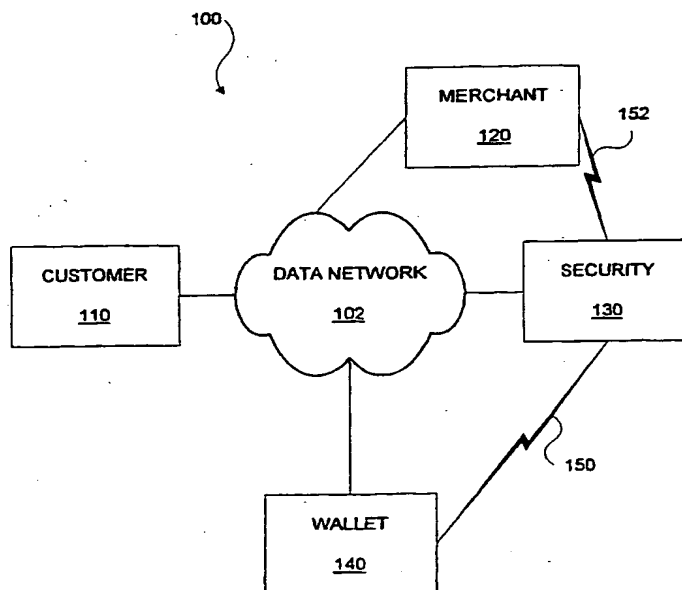 100
MERCHANT
120
152
CUSTOMER
110
DATA NETWORK
102
SECURITY
130
150
WALLET
140